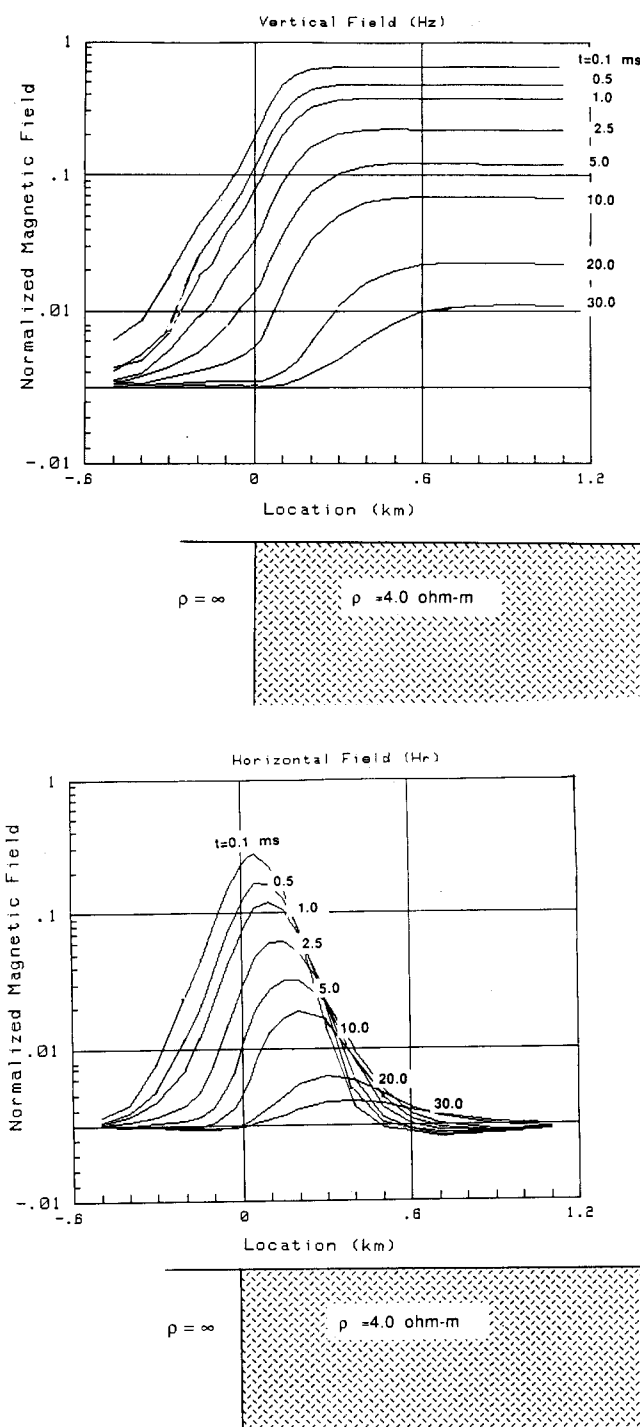 Vertical Field (Hz)
Normalized Magnetic Field
1
.1
.01
-.01
t=0.1 ms
0.5
1.0
2.5
5.0
10.0
20.0
30.0
-.6
0
.6
1.2
Location (km)
ρ = ∞
ρ =4.0 ohm-m
Horizontal Field (Hr)
Normalized Magnetic Field
1
.1
.01
-.01
t=0.1 ms
0.5
1.0
2.5
5.0
10.0
20.0
30.0
-.6
0
.6
1.2
Location (km)
ρ = ∞
ρ =4.0 ohm-m